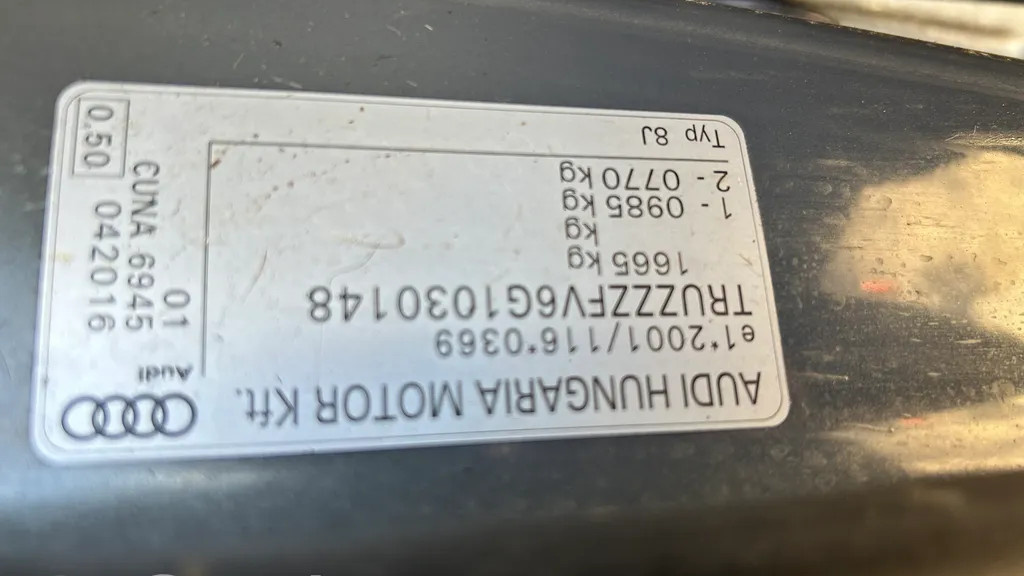 AUDI HUNGARIA MOTOR Kft.
e1*2001/116*0369
TRUZZZFV6G1030148
1665 kg
kg
1 - 0985 kg
2 - 0770 kg
Typ 8J
Audi
01
CUNA 6945
042016
0.50